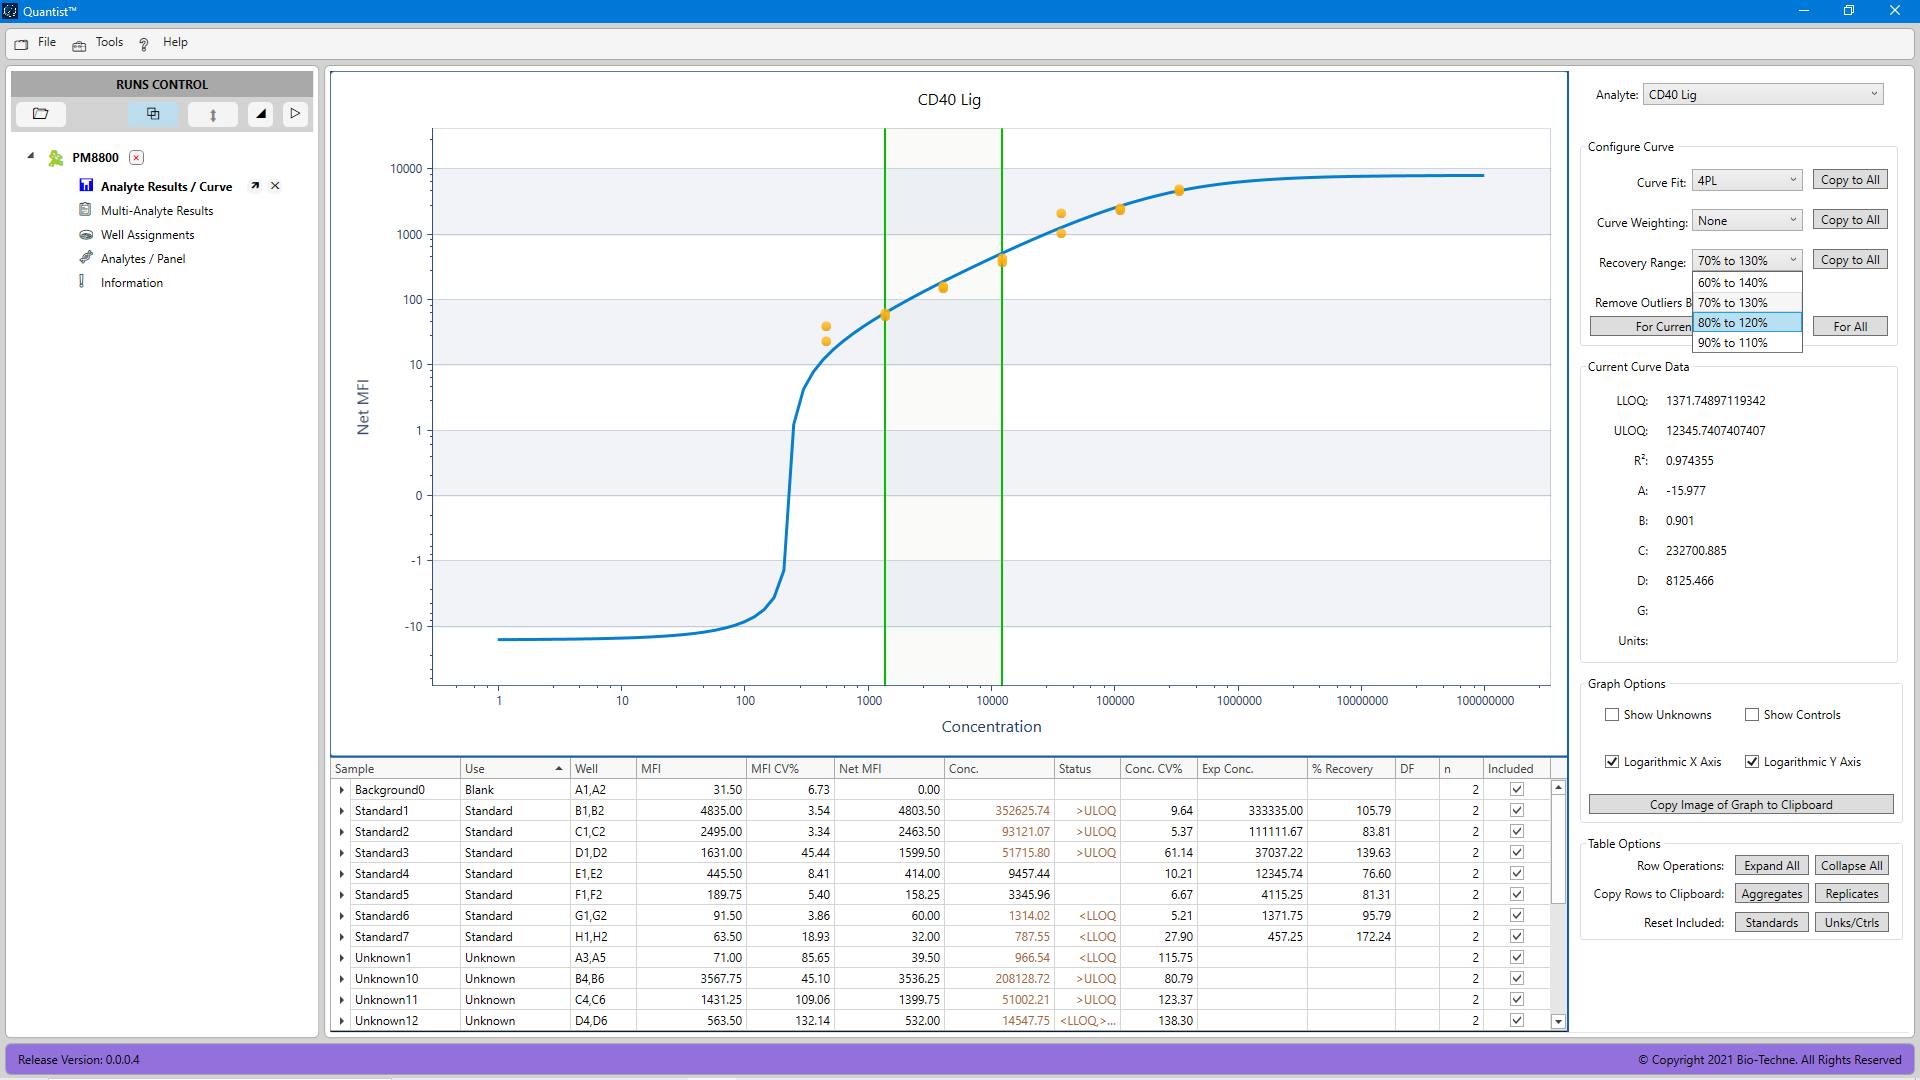 Quantist™
File Tools ? Help
RUNS CONTROL
PM8800
Analyte Results / Curve
Multi-Analyte Results
Well Assignments
Analytes / Panel
Information
CD40 Lig
Net MFI
10000
1000
100
10
1
0
-1
-10
1 10 100 1000 10000 100000 1000000 10000000 100000000
Concentration
Sample Use Well MFI MFI CV% Net MFI Conc. Status Conc. CV% Exp Conc. % Recovery DF n Included
Background0 Blank A1,A2 31.50 6.73 0.00 2
Standard1 Standard B1,B2 4835.00 3.54 4803.50 352625.74 >ULOQ 9.64 333335.00 105.79 2
Standard2 Standard C1,C2 2495.00 3.34 2463.50 93121.07 >ULOQ 5.37 111111.67 83.81 2
Standard3 Standard D1,D2 1631.00 45.44 1599.50 51715.80 >ULOQ 61.14 37037.22 139.63 2
Standard4 Standard E1,E2 445.50 8.41 414.00 9457.44 10.21 12345.74 76.60 2
Standard5 Standard F1,F2 189.75 5.40 158.25 3345.96 6.67 4115.25 81.31 2
Standard6 Standard G1,G2 91.50 3.86 60.00 1314.02 <LLOQ 5.21 1371.75 95.79 2
Standard7 Standard H1,H2 63.50 18.93 32.00 787.55 <LLOQ 27.90 457.25 172.24 2
Unknown1 Unknown A3,A5 71.00 85.65 39.50 966.54 <LLOQ 115.75 2
Unknown10 Unknown B4,B6 3567.75 45.10 3536.25 208128.72 >ULOQ 80.79 2
Unknown11 Unknown C4,C6 1431.25 109.06 1399.75 51002.21 >ULOQ 123.37 2
Unknown12 Unknown D4,D6 563.50 132.14 532.00 14547.75 <LLOQ,>... 138.30 2
Analyte: CD40 Lig
Configure Curve
Curve Fit: 4PL Copy to All
Curve Weighting: None Copy to All
Recovery Range: 70% to 130% Copy to All
60% to 140%
Remove Outliers B 70% to 130%
For Curren 80% to 120% For All
90% to 110%
Current Curve Data
LLOQ: 1371.74897119342
ULOQ: 12345.7407407407
R²: 0.974355
A: -15.977
B: 0.901
C: 232700.885
D: 8125.466
G:
Units:
Graph Options
Show Unknowns Show Controls
Logarithmic X Axis Logarithmic Y Axis
Copy Image of Graph to Clipboard
Table Options
Row Operations: Expand All Collapse All
Copy Rows to Clipboard: Aggregates Replicates
Reset Included: Standards Unks/Ctrls
Release Version: 0.0.0.4
© Copyright 2021 Bio-Techne. All Rights Reserved